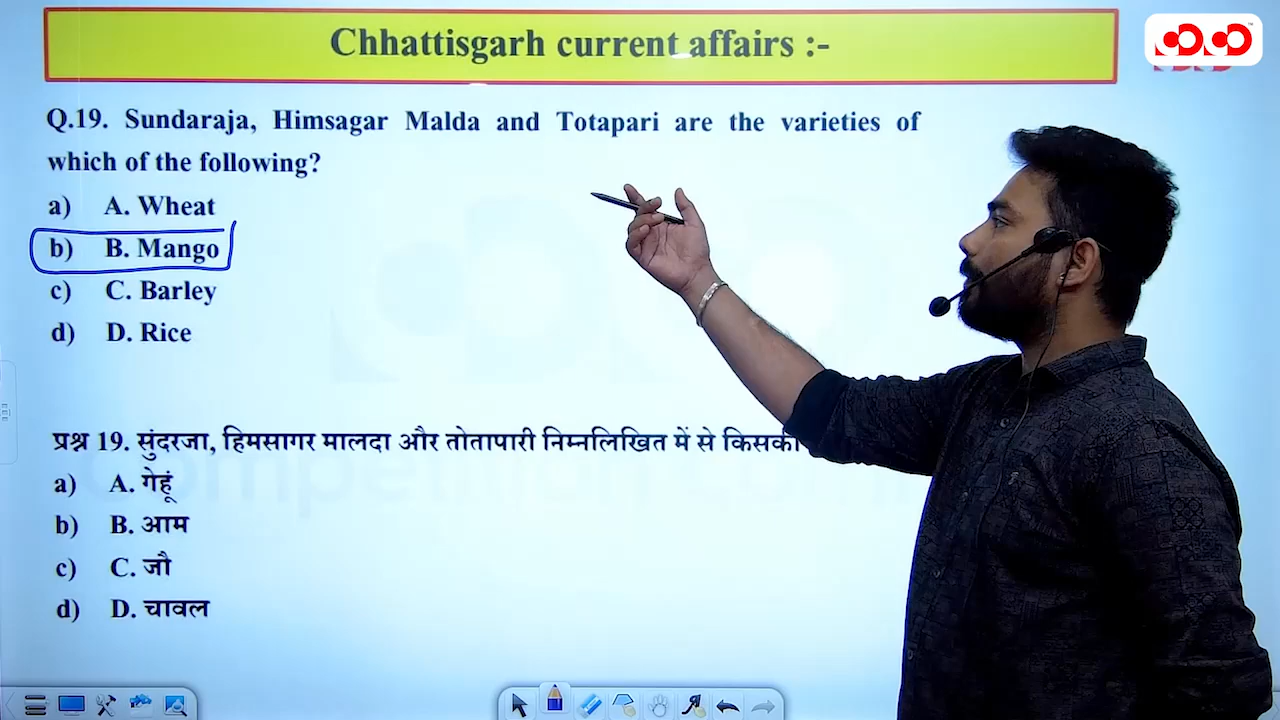 Chhattisgarh current affairs :-
Q.19. Sundaraja, Himsagar Malda and Totapari are the varieties of
which of the following?
a) A. Wheat
b) B. Mango
c) C. Barley
d) D. Rice
प्रश्न 19. सुंदरजा, हिमसागर मालदा और तोतापारी निम्नलिखित में से किसकी
a) A. गेहूं
b) B. आम
c) C. जौ
d) D. चावल